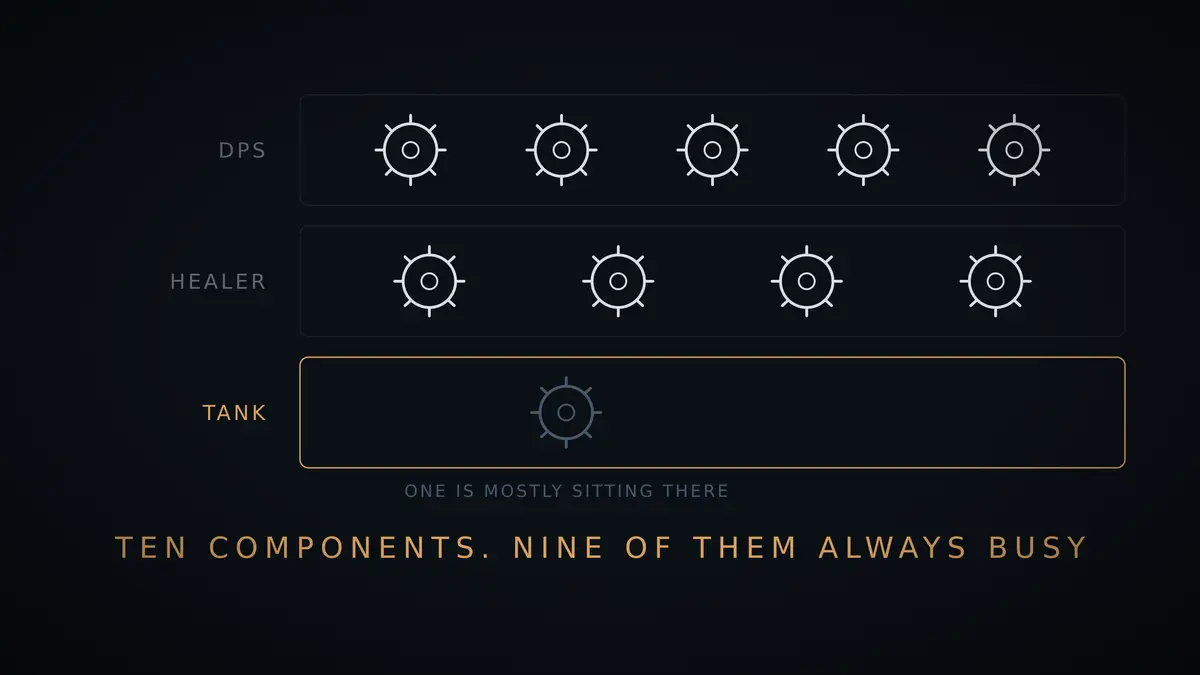 DPS
HEALER
TANK
ONE IS MOSTLY SITTING THERE
TEN COMPONENTS. NINE OF THEM ALWAYS BUSY